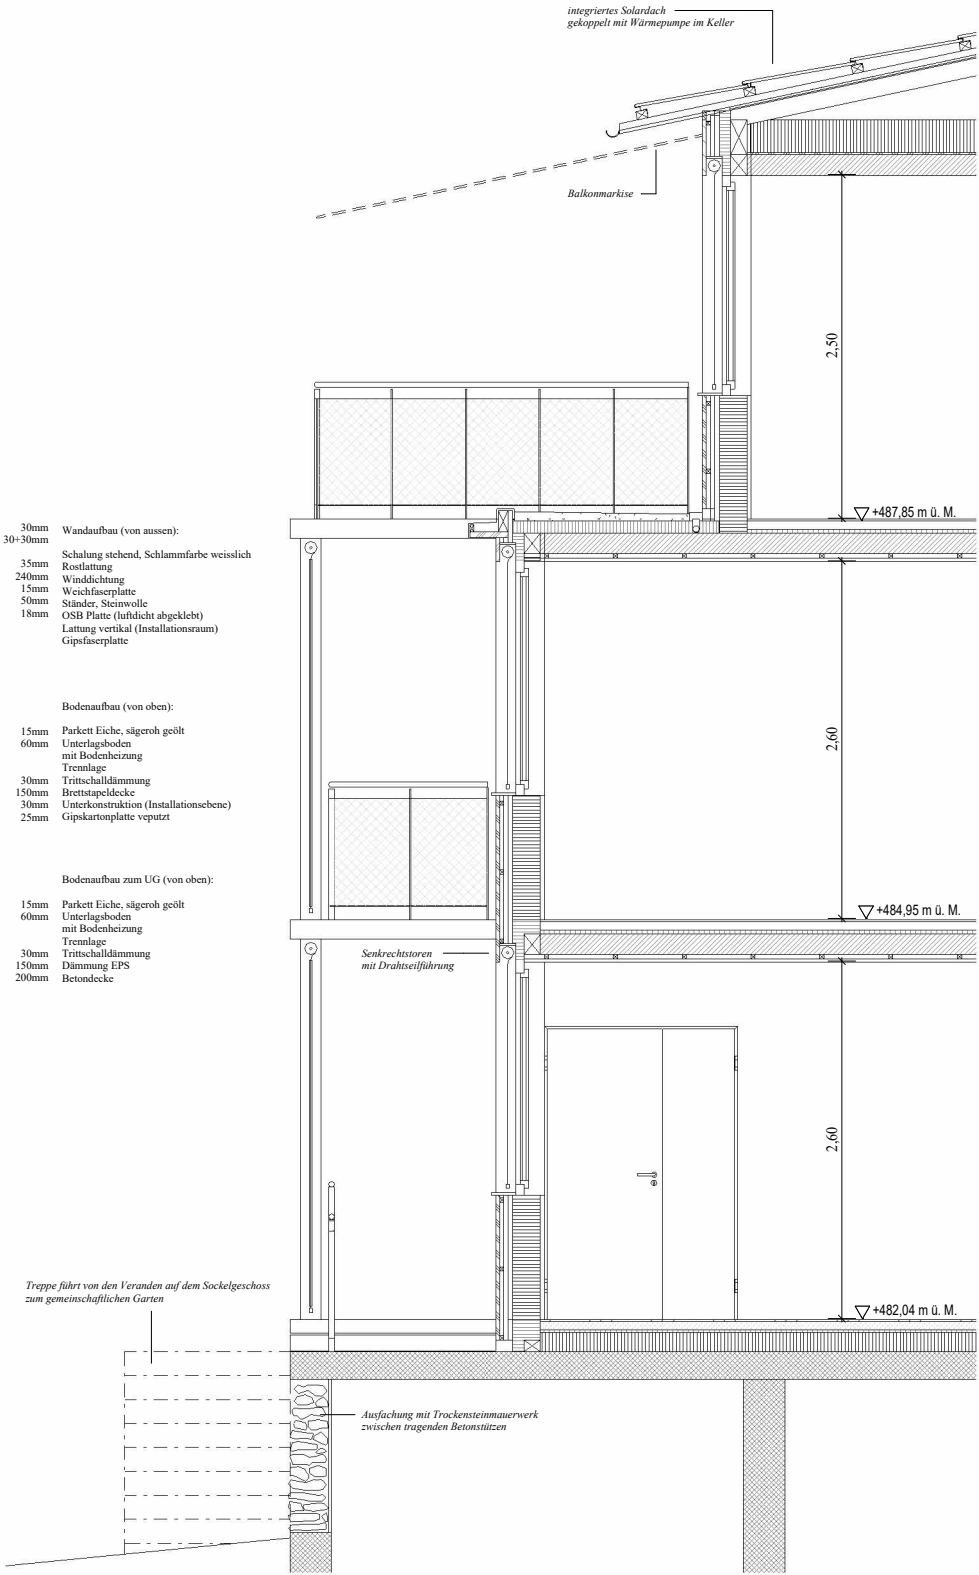 integriertes Solardach
gekoppelt mit Wärmepumpe im Keller
Balkonmarkise
2,50
+487,85 m ü. M.
30mm Wandaufbau (von aussen):
30+30mm
Schalung stehend, Schlammfarbe weisslich
35mm Rostlattung
240mm Winddichtung
15mm Weichfaserplatte
50mm Ständer, Steinwolle
18mm OSB Platte (luftdicht abgeklebt)
Lattung vertikal (Installationsraum)
Gipsfaserplatte
2,60
Bodenaufbau (von oben):
15mm Parkett Eiche, sägeroh geölt
60mm Unterlagsboden
mit Bodenheizung
Trennlage
30mm Trittschalldämmung
150mm Brettstapeldecke
30mm Unterkonstruktion (Installationsebene)
25mm Gipskartonplatte veputzt
Bodenaufbau zum UG (von oben):
15mm Parkett Eiche, sägeroh geölt
60mm Unterlagsboden
mit Bodenheizung
Trennlage
30mm Trittschalldämmung
150mm Dämmung EPS
200mm Betondecke
+484,95 m ü. M.
Senkrechtstoren
mit Drahtseilführung
2,60
Treppe führt von den Veranden auf dem Sockelgeschoss
zum gemeinschaftlichen Garten
+482,04 m ü. M.
Ausfachung mit Trockensteinmauerwerk
zwischen tragenden Betonstützen